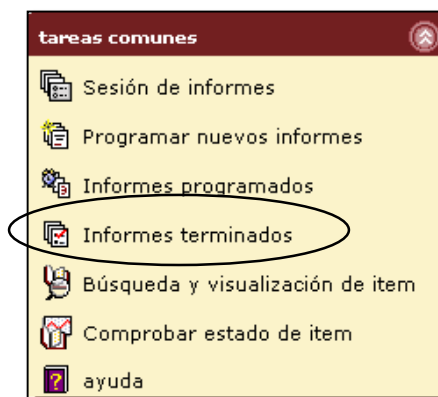 tareas comunes
Sesión de informes
Programar nuevos informes
Informes programados
Informes terminados
Búsqueda y visualización de item
Comprobar estado de item
ayuda